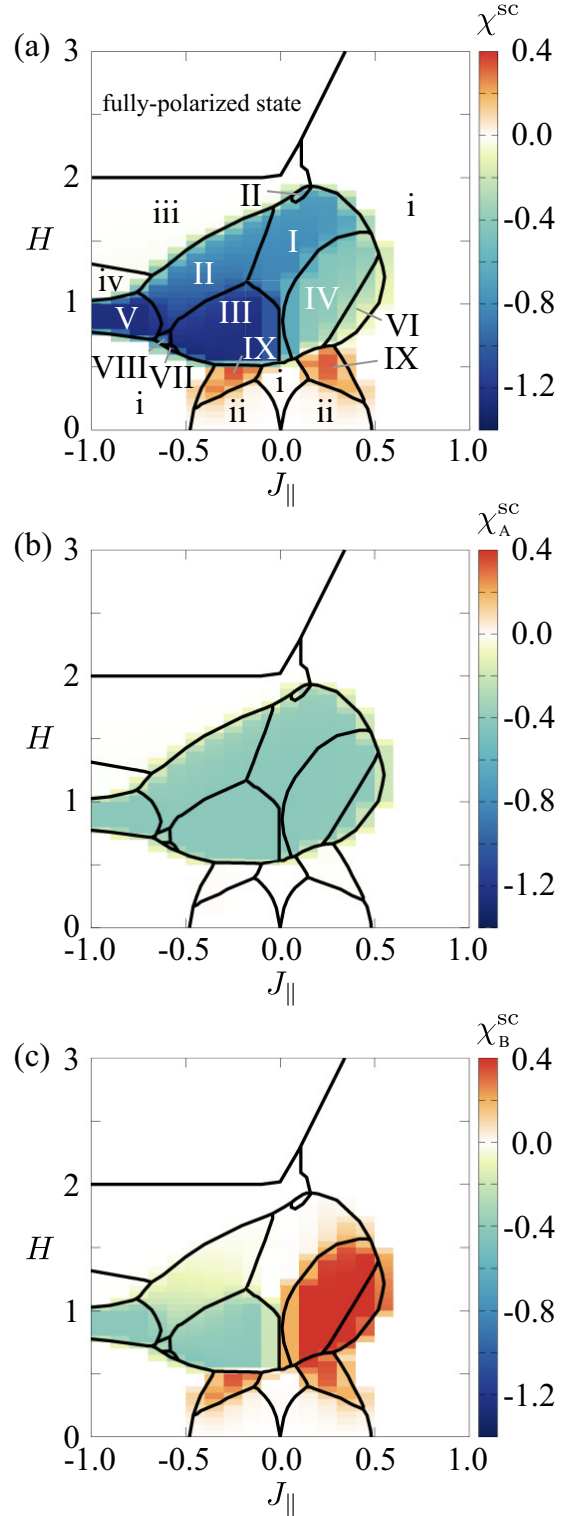 (a)
χ^sc
3
2
H
1
0
fully-polarized state
II
iii
i
I
II
iv
IV
III
V
VI
IX
IX
VIII
VII
i
i
ii
ii
-1.0
-0.5
0.0
0.5
1.0
J_||
0.4
0.0
-0.4
-0.8
-1.2
(b)
χ_A^sc
3
2
H
1
0
-1.0
-0.5
0.0
0.5
1.0
J_||
0.4
0.0
-0.4
-0.8
-1.2
(c)
χ_B^sc
3
2
H
1
0
-1.0
-0.5
0.0
0.5
1.0
J_||
0.4
0.0
-0.4
-0.8
-1.2